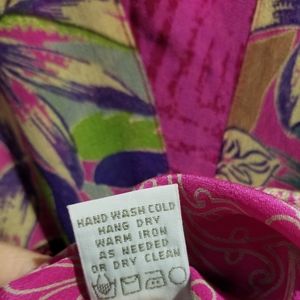 HAND WASH COLD
HANG DRY
WARM IRON
AS NEEDED
OR DRY CLEAN